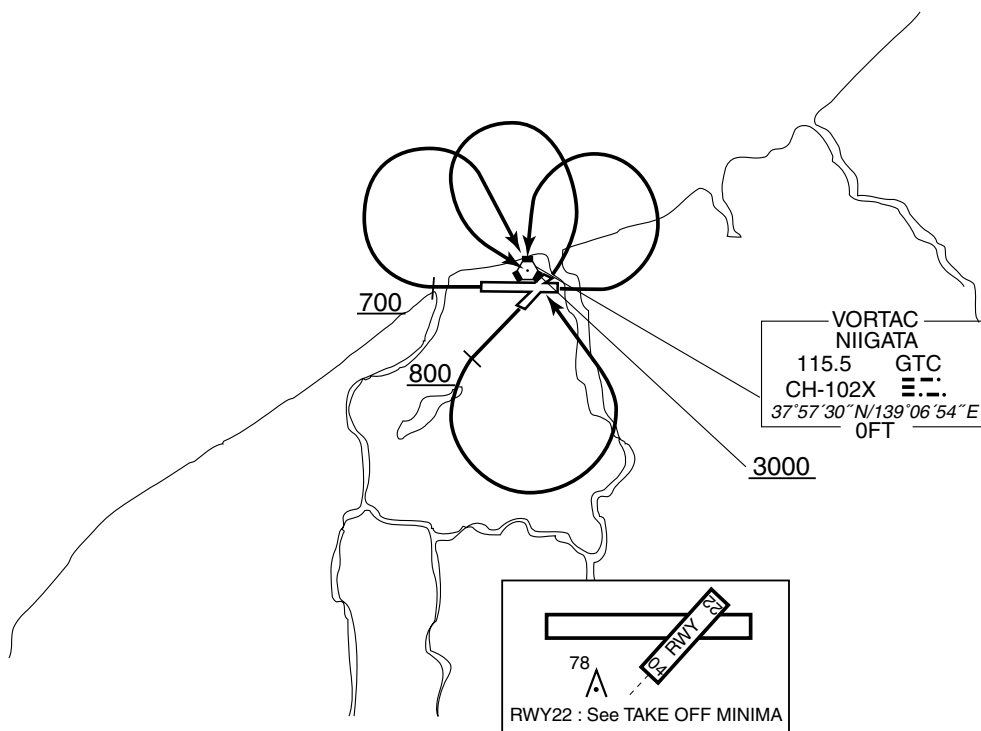 700
800
VORTAC
NIIGATA
115.5 GTC
CH-102X
37°57´30˝N/139°06´54˝E
0FT
3000
22
RWY
04
78
RWY22 : See TAKE OFF MINIMA